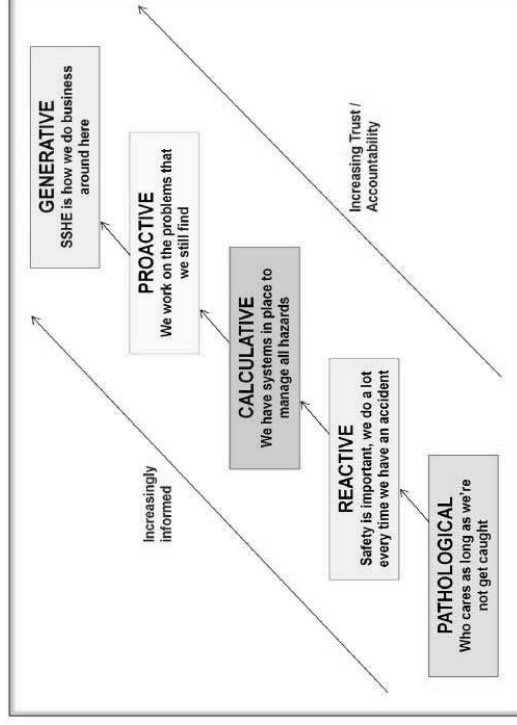 GENERATIVE
SSHE is how we do business
around here
PROACTIVE
We work on the problems that
we still find
CALCULATIVE
We have systems in place to
manage all hazards
REACTIVE
Safety is important, we do a lot
every time we have an accident
PATHOLOGICAL
Who cares as long as we're
not get caught
Increasingly
informed
Increasing Trust /
Accountability